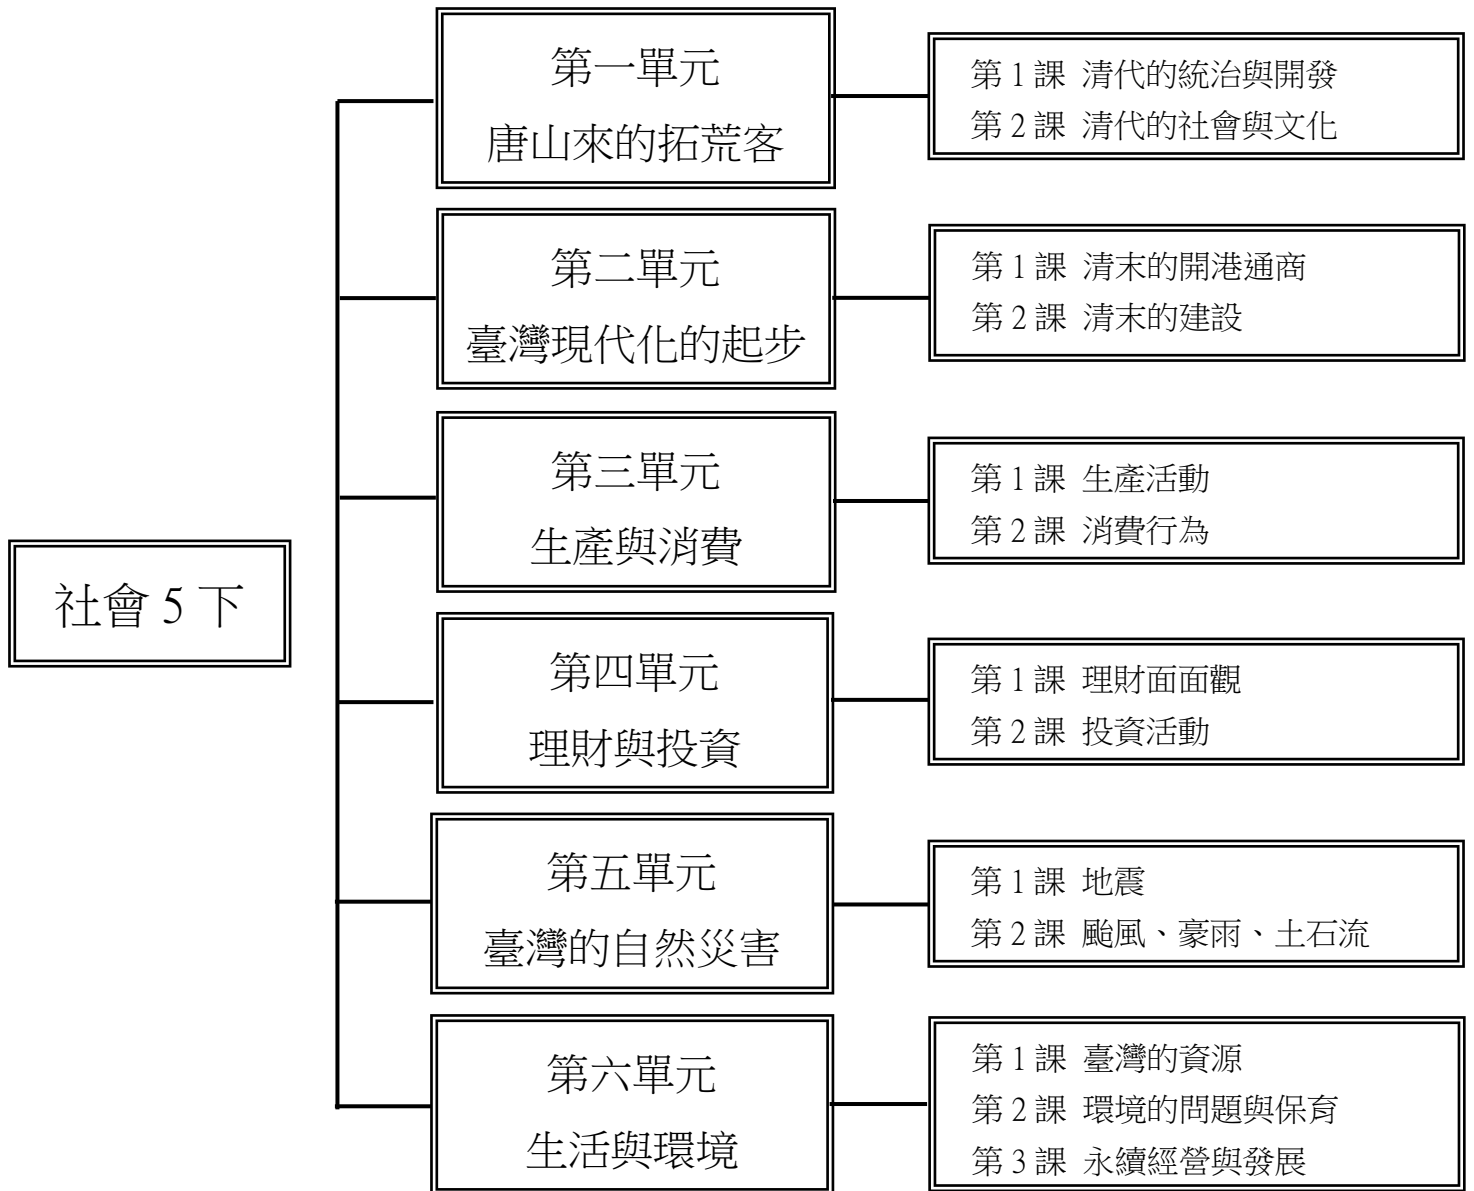 社會 5 下
第一單元
唐山來的拓荒客
第 1 課 清代的統治與開發
第 2 課 清代的社會與文化
第二單元
臺灣現代化的起步
第 1 課 清末的開港通商
第 2 課 清末的建設
第三單元
生產與消費
第 1 課 生產活動
第 2 課 消費行為
第四單元
理財與投資
第 1 課 理財面面觀
第 2 課 投資活動
第五單元
臺灣的自然災害
第 1 課 地震
第 2 課 颱風、豪雨、土石流
第六單元
生活與環境
第 1 課 臺灣的資源
第 2 課 環境的問題與保育
第 3 課 永續經營與發展